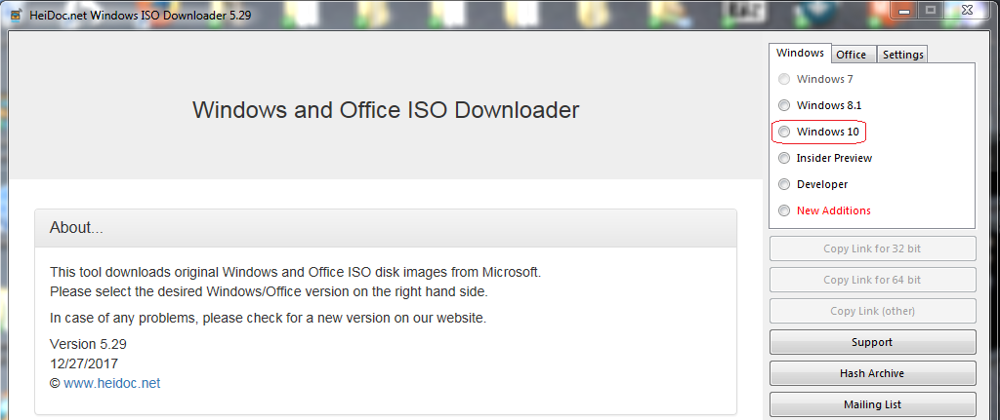 HeiDoc.net Windows ISO Downloader 5.29
Windows and Office ISO Downloader
About...
This tool downloads original Windows and Office ISO disk images from Microsoft.
Please select the desired Windows/Office version on the right hand side.
In case of any problems, please check for a new version on our website.
Version 5.29
12/27/2017
© www.heidoc.net
Windows Office Settings
Windows 7
Windows 8.1
Windows 10
Insider Preview
Developer
New Additions
Copy Link for 32 bit
Copy Link for 64 bit
Copy Link (other)
Support
Hash Archive
Mailing List